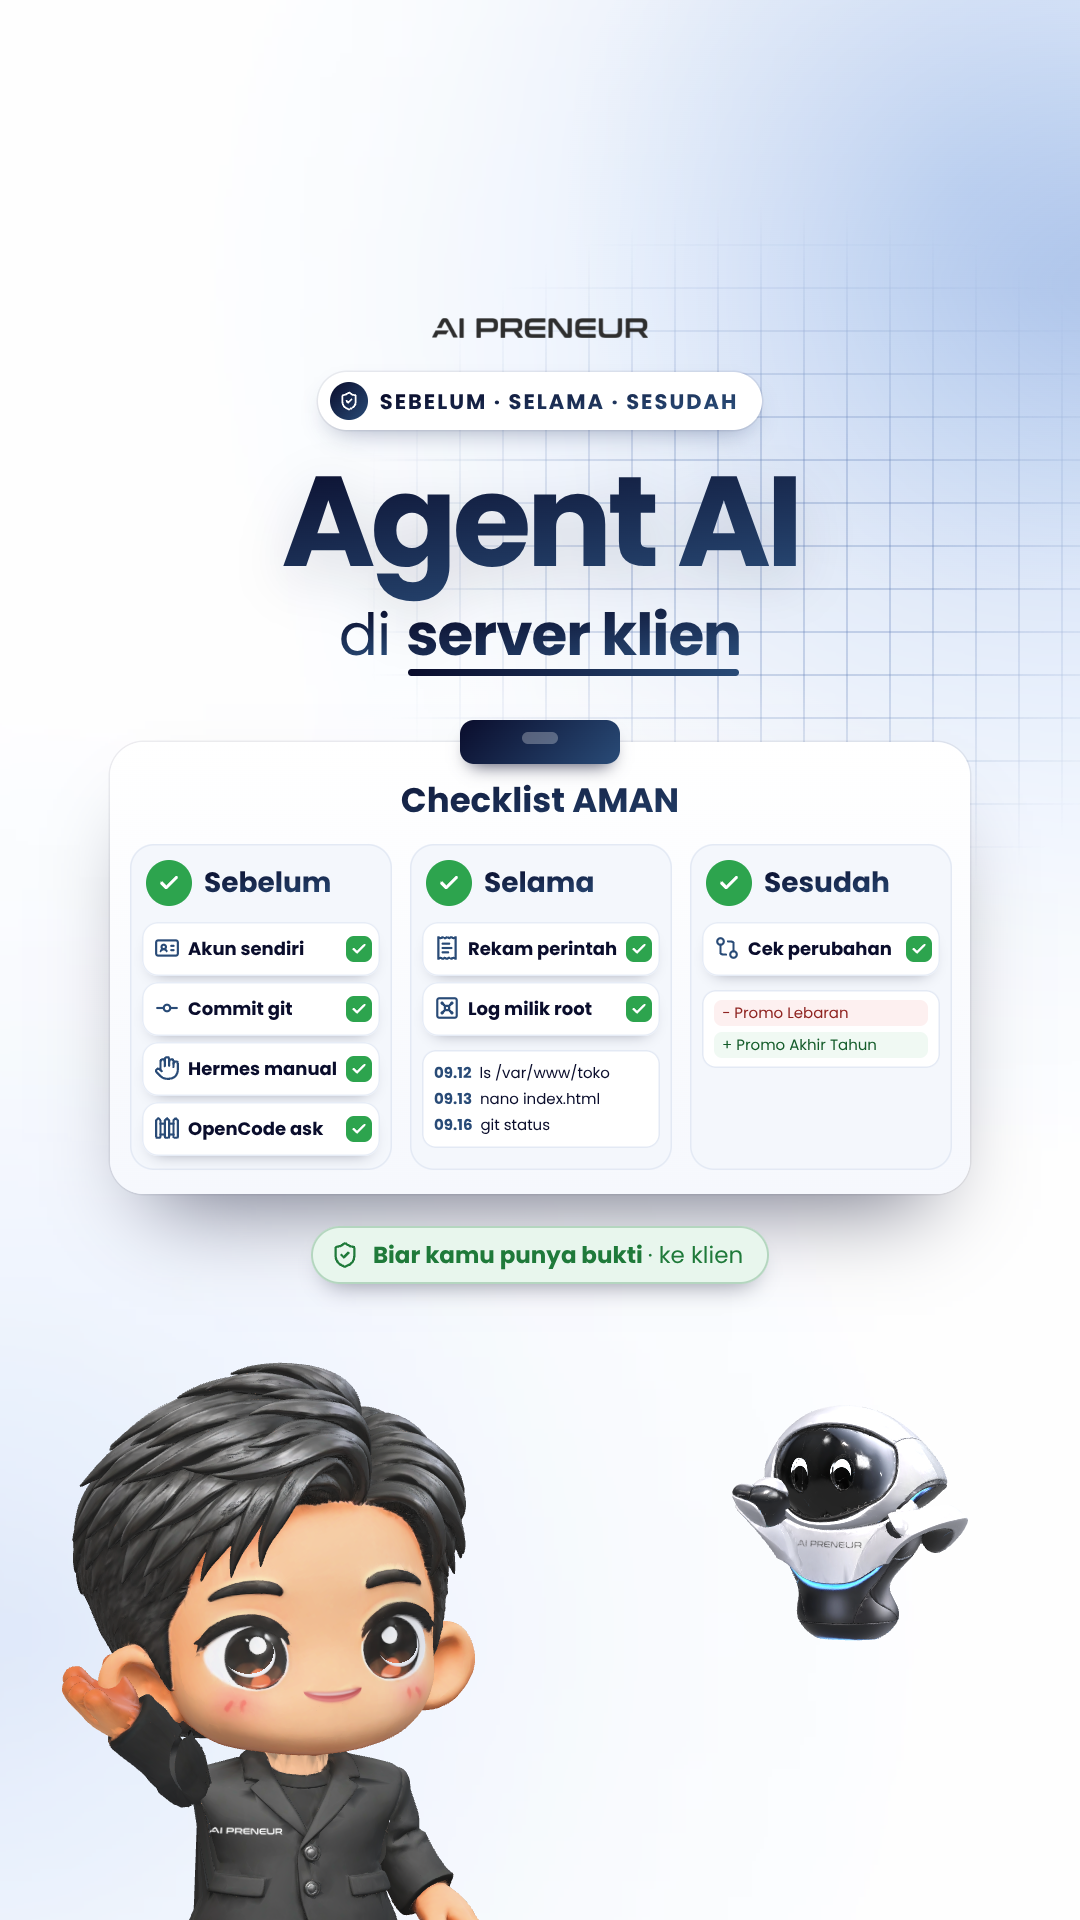 AI PRENEUR
SEBELUM · SELAMA · SESUDAH
Agent AI
di server klien
Checklist AMAN
Sebelum
Akun sendiri
Commit git
Hermes manual
OpenCode ask
Selama
Rekam perintah
Log milik root
09.12 ls /var/www/toko
09.13 nano index.html
09.16 git status
Sesudah
Cek perubahan
- Promo Lebaran
+ Promo Akhir Tahun
Biar kamu punya bukti · ke klien
AI PRENEUR
AI PRENEUR